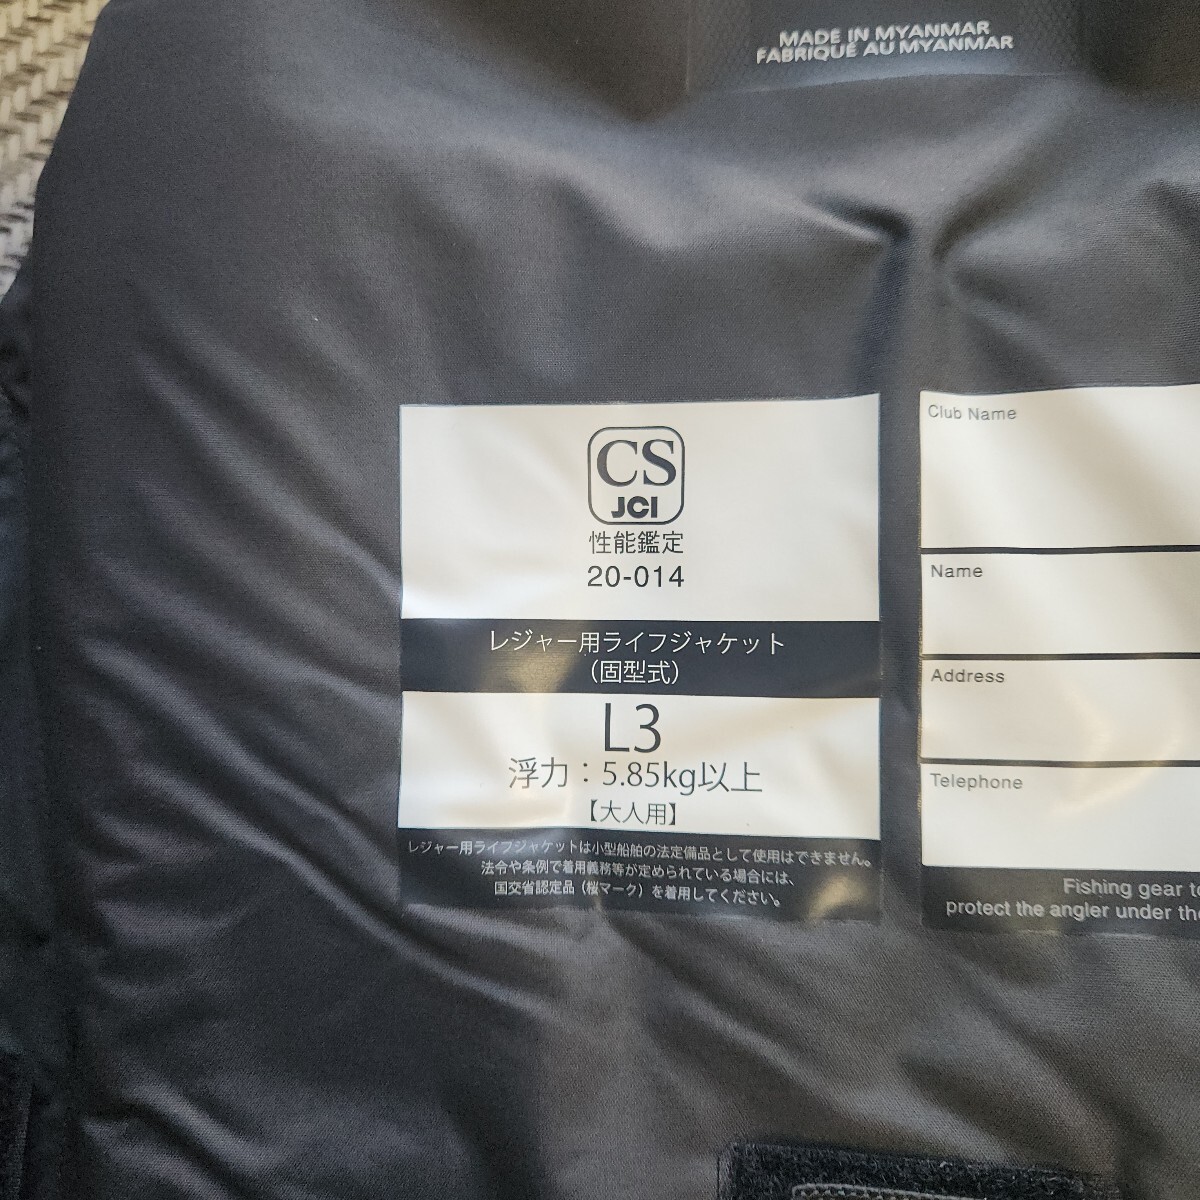 MADE IN MYANMAR
FABRIQUÉ AU MYANMAR
CS
JCI
性能鑑定
20-014
レジャー用ライフジャケット
（固型式）
L3
浮力：5.85kg以上
【大人用】
レジャー用ライフジャケットは小型船舶の法定備品として使用はできません。
法令や条例で着用義務等が定められている場合には、
国交省認定品（桜マーク）を着用してください。
Club Name
Name
Address
Telephone
Fishing gear to
protect the angler under the